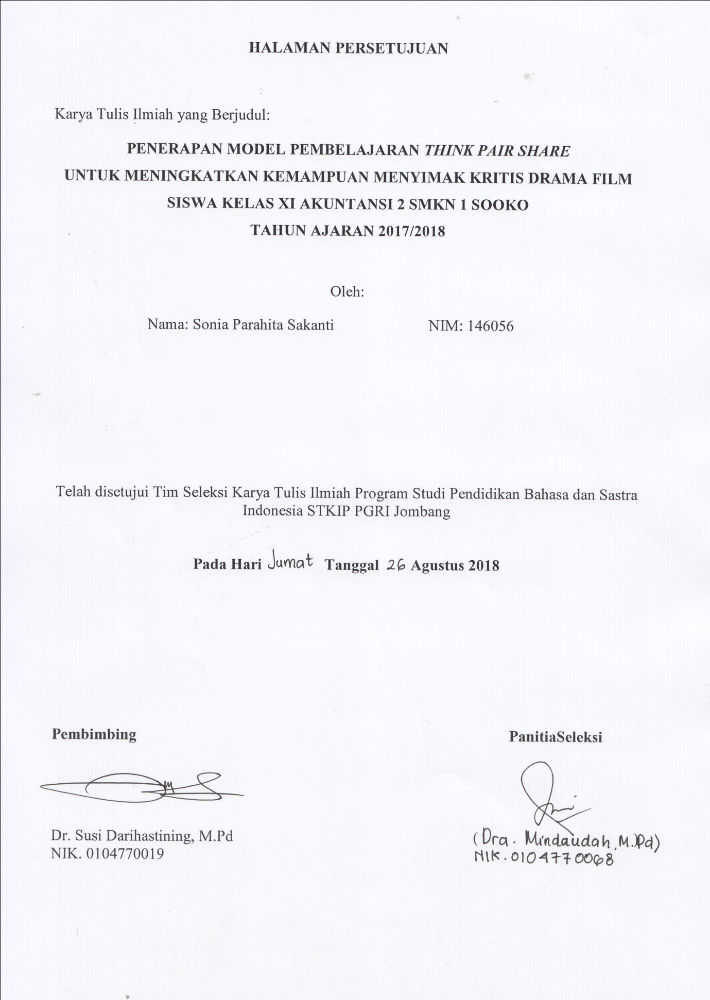 HALAMAN PERSETUJUAN
Karya Tulis Ilmiah yang Berjudul:
PENERAPAN MODEL PEMBELAJARAN THINK PAIR SHARE
UNTUK MENINGKATKAN KEMAMPUAN MENYIMAK KRITIS DRAMA FILM
SISWA KELAS XI AKUNTANSI 2 SMKN 1 SOOKO
TAHUN AJARAN 2017/2018
Oleh:
Nama: Sonia Parahita Sakanti NIM: 146056
Telah disetujui Tim Seleksi Karya Tulis Ilmiah Program Studi Pendidikan Bahasa dan Sastra
Indonesia STKIP PGRI Jombang
Pada Hari Jumat Tanggal 26 Agustus 2018
Pembimbing PanitiaSeleksi
Dr. Susi Darihastining, M.Pd (Dra. Mindaudah, M.Pd)
NIK. 0104770019 NIK. 0104770068